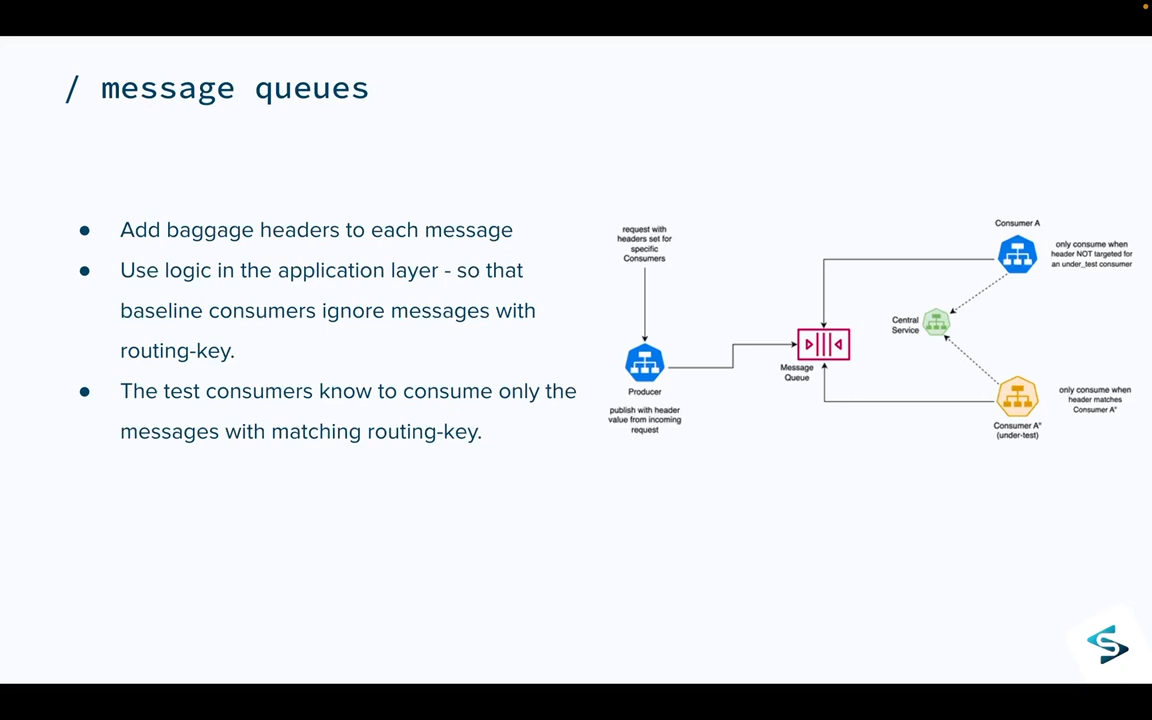 / message queues
● Add baggage headers to each message
● Use logic in the application layer - so that
baseline consumers ignore messages with
routing-key.
● The test consumers know to consume only the
messages with matching routing-key.
request with
headers set for
specific
Consumers
Producer
publish with header
value from incoming
request
Message
Queue
Central
Service
Consumer A
only consume when
header NOT targeted for
an under_test consumer
only consume when
header matches
Consumer A"
Consumer A"
(under-test)